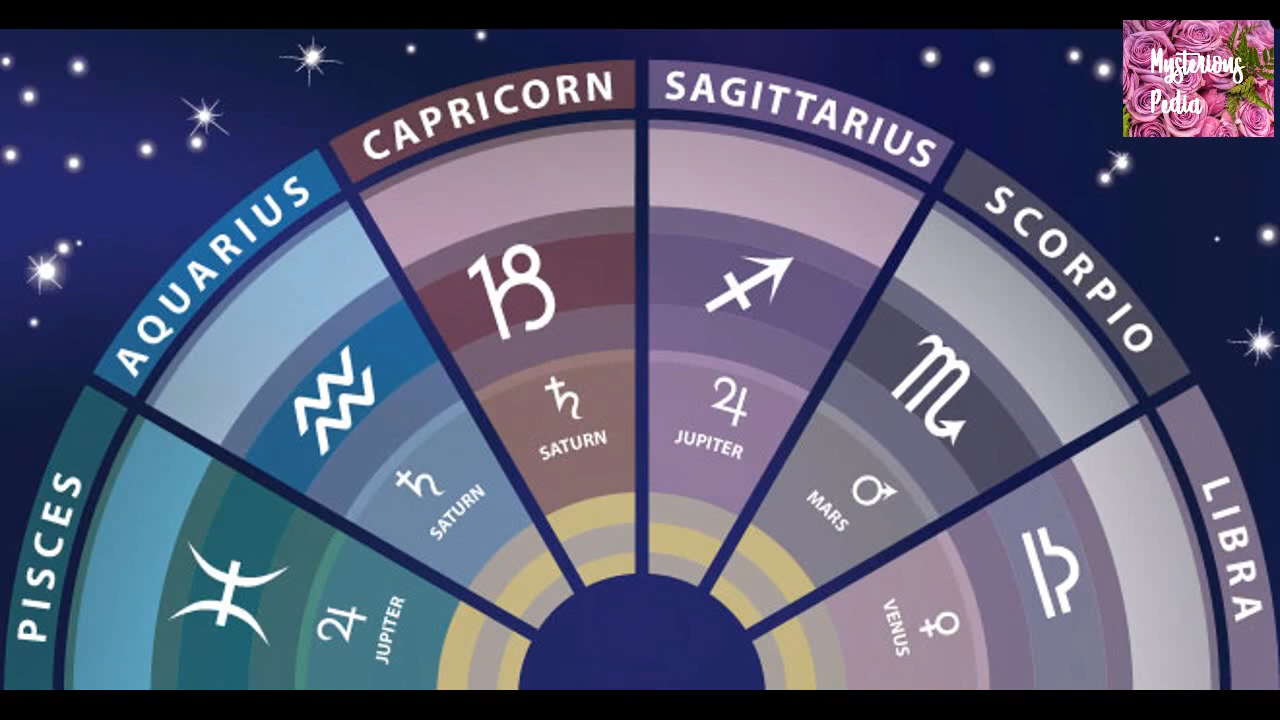 Mysterious
Pedia
PISCES
AQUARIUS
CAPRICORN
SAGITTARIUS
SCORPIO
LIBRA
JUPITER
SATURN
SATURN
JUPITER
MARS
VENUS